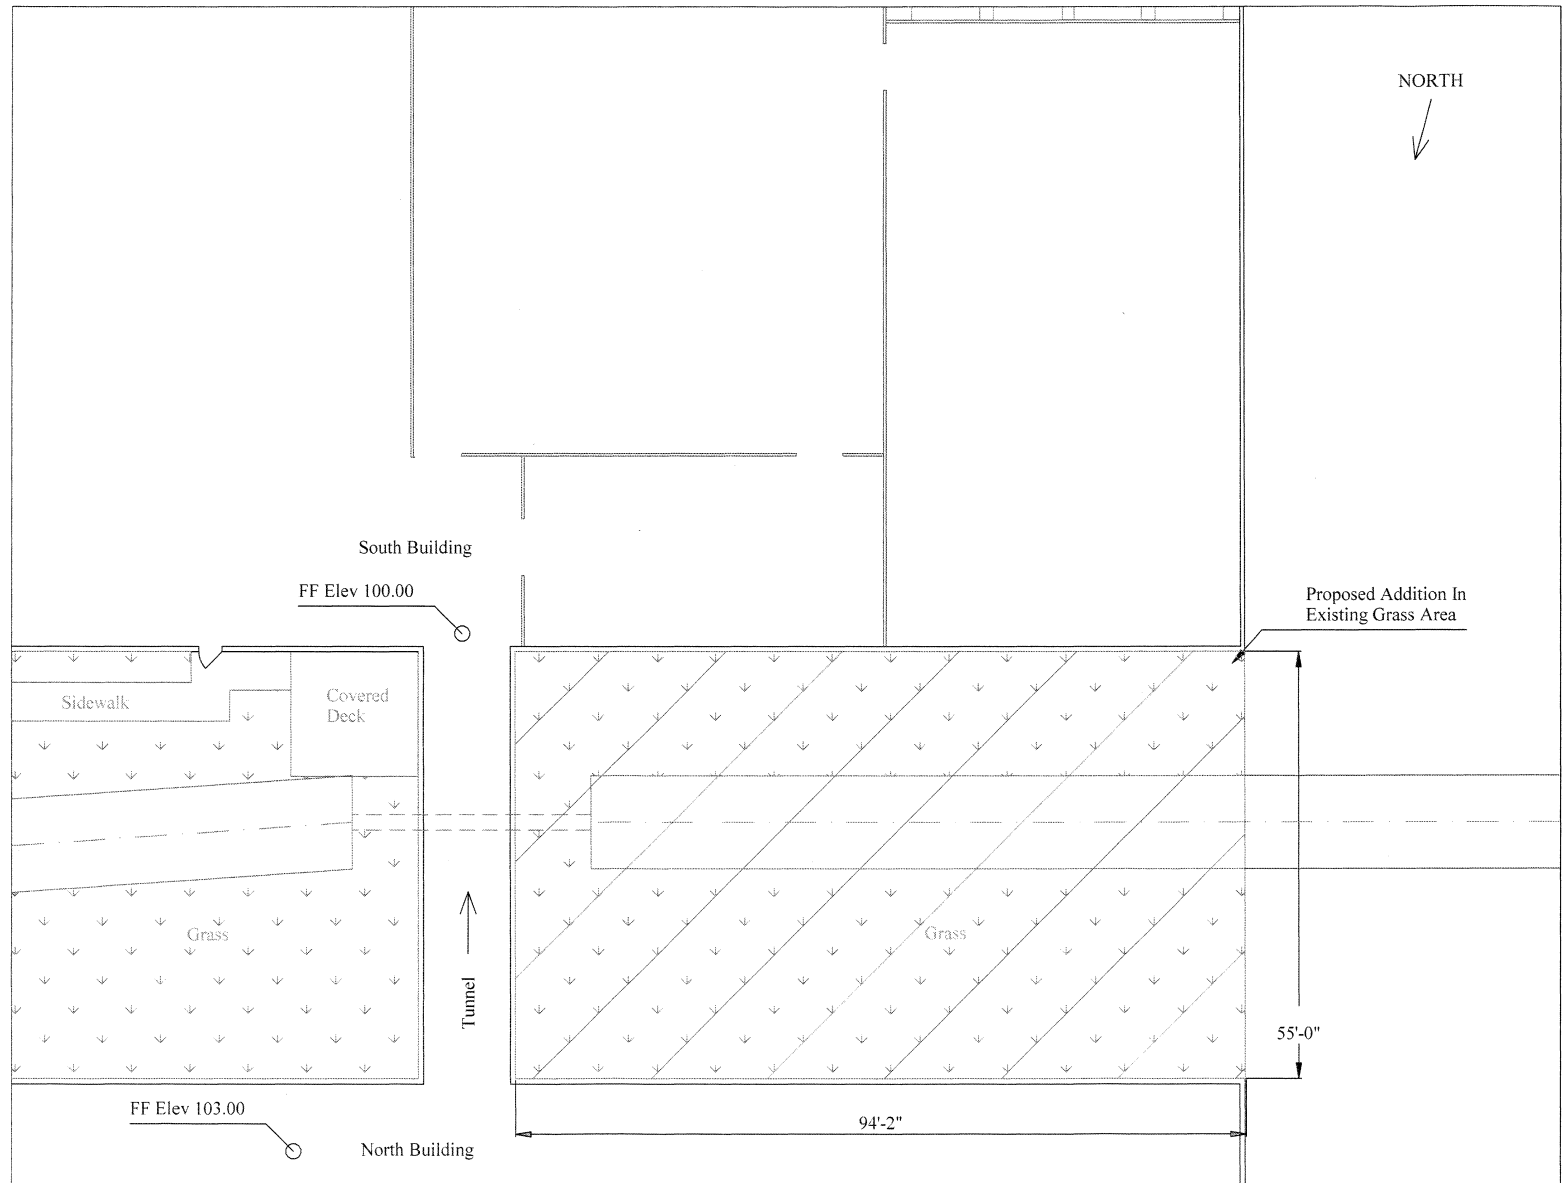 NORTH
South Building
FF Elev 100.00
Proposed Addition In
Existing Grass Area
Sidewalk
Covered
Deck
Grass
Grass
Tunnel
55'-0"
FF Elev 103.00
94'-2"
North Building